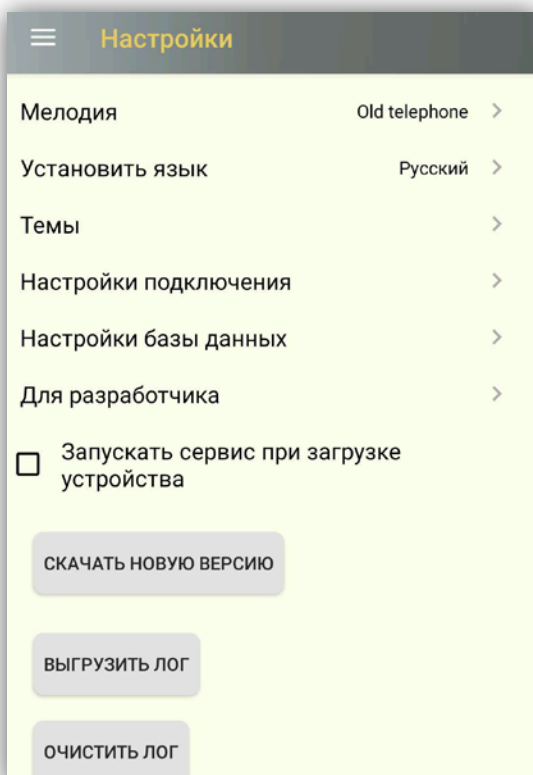 Настройки
Мелодия Old telephone
Установить язык Русский
Темы
Настройки подключения
Настройки базы данных
Для разработчика
Запускать сервис при загрузке
устройства
СКАЧАТЬ НОВУЮ ВЕРСИЮ
ВЫГРУЗИТЬ ЛОГ
ОЧИСТИТЬ ЛОГ